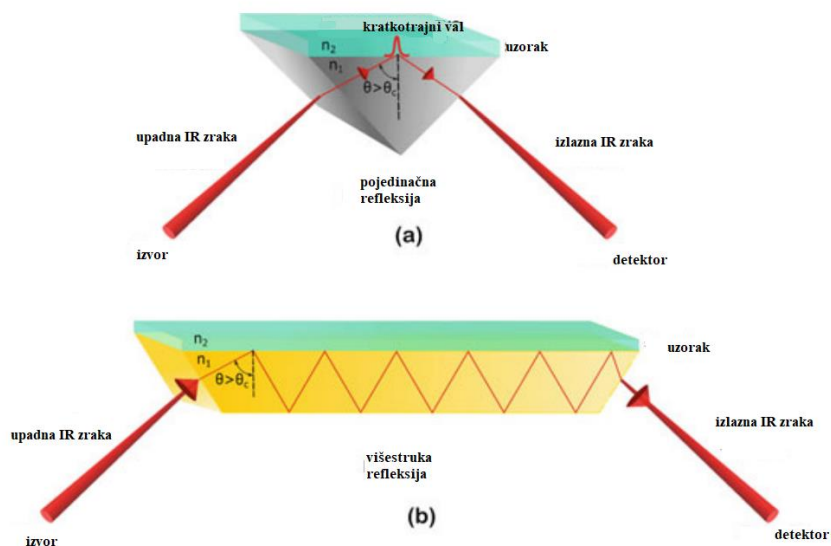 kratkotrajni val
uzorak
n2
n1
θ>θc
upadna IR zraka
izlazna IR zraka
pojedinačna
refleksija
(a)
izvor
detektor
n2
uzorak
n1
θ>θc
upadna IR zraka
izlazna IR zraka
višestruka
refleksija
(b)
izvor
detektor